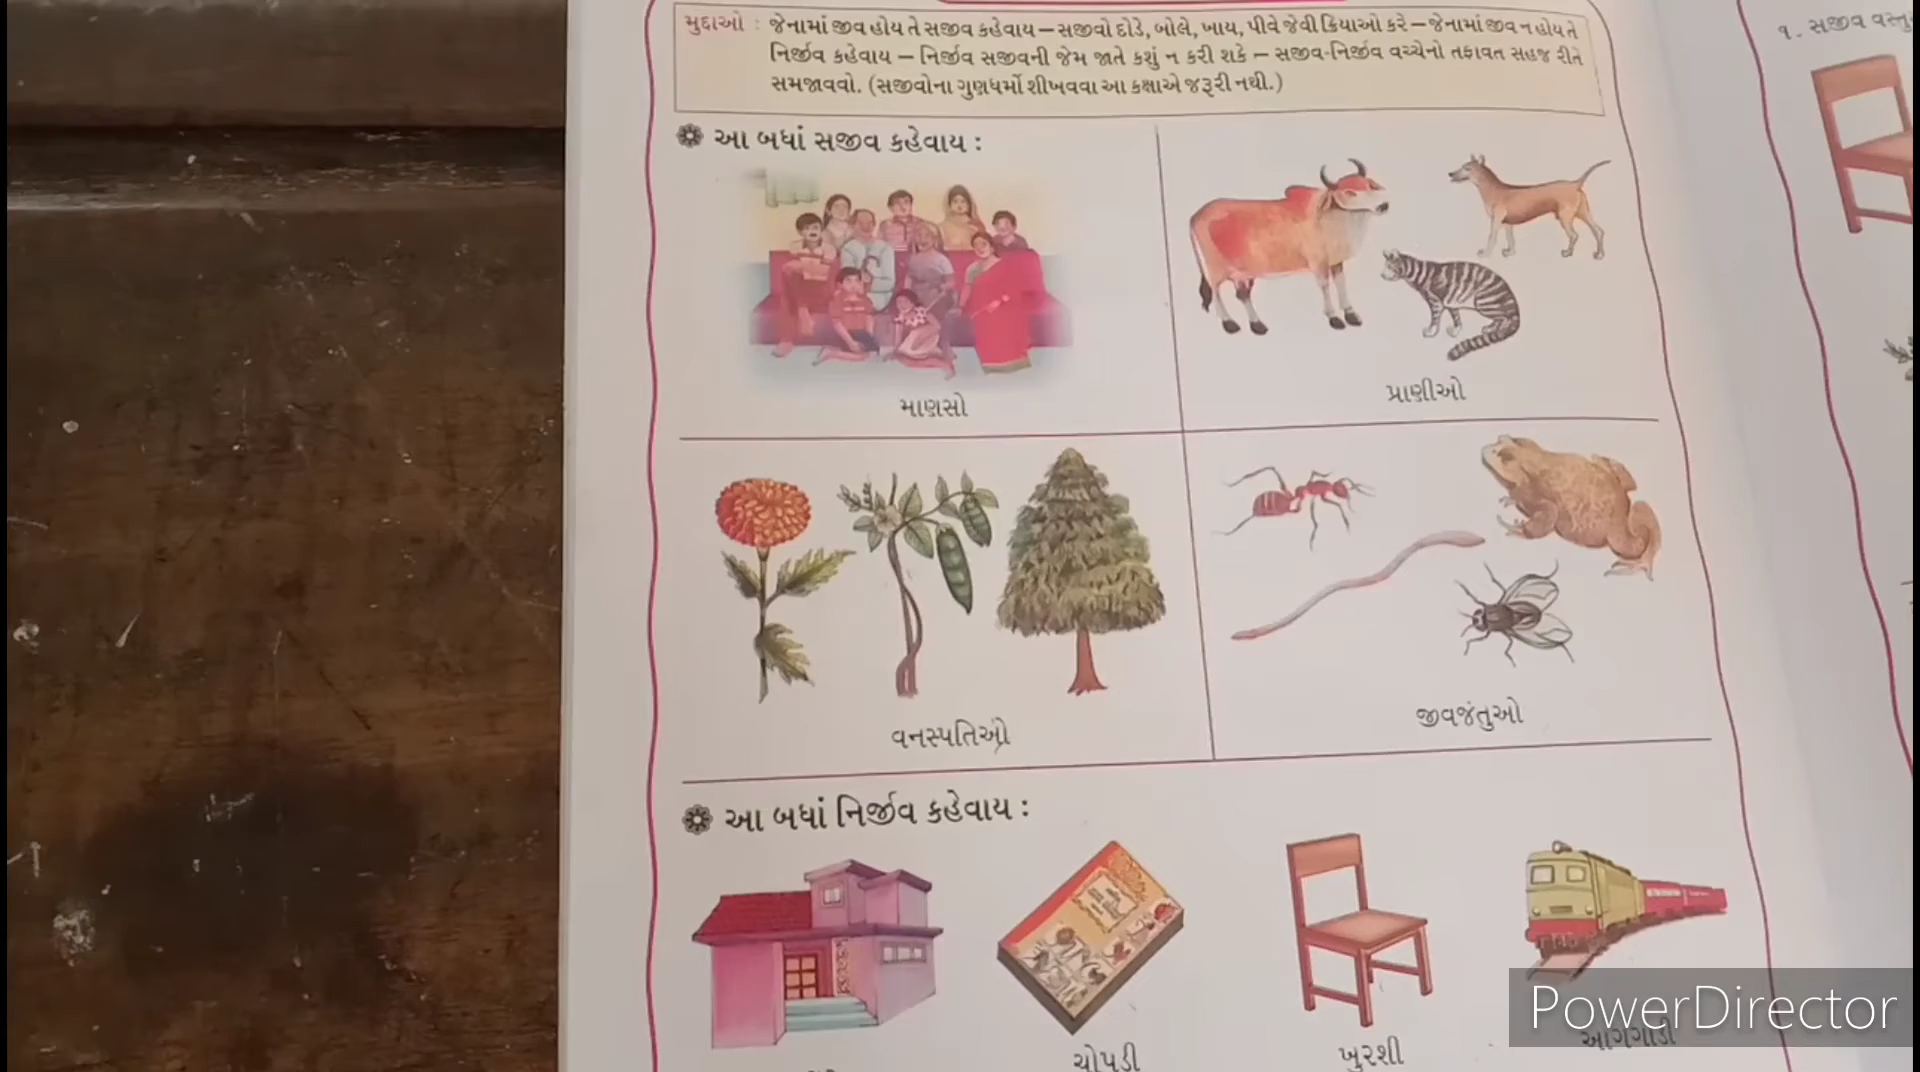 મુદ્દાઓ : જેનામાં જીવ હોય તે સજીવ કહેવાય – સજીવો દોડે, બોલે, ખાય, પીવે જેવી ક્રિયાઓ કરે – જેનામાં જીવ ન હોય તે
નિર્જીવ કહેવાય – નિર્જીવ સજીવની જેમ જાતે કશું ન કરી શકે – સજીવ-નિર્જીવ વચ્ચેનો તફાવત સહજ રીતે
સમજાવવો. (સજીવોના ગુણધર્મો શીખવવા આ કક્ષાએ જરૂરી નથી.)
આ બધાં સજીવ કહેવાય :
માણસો
પ્રાણીઓ
વનસ્પતિઓ
જીવજંતુઓ
આ બધાં નિર્જીવ કહેવાય :
ચોપડી
ખુરશી
આગગાડી
૧. સજીવ
PowerDirector